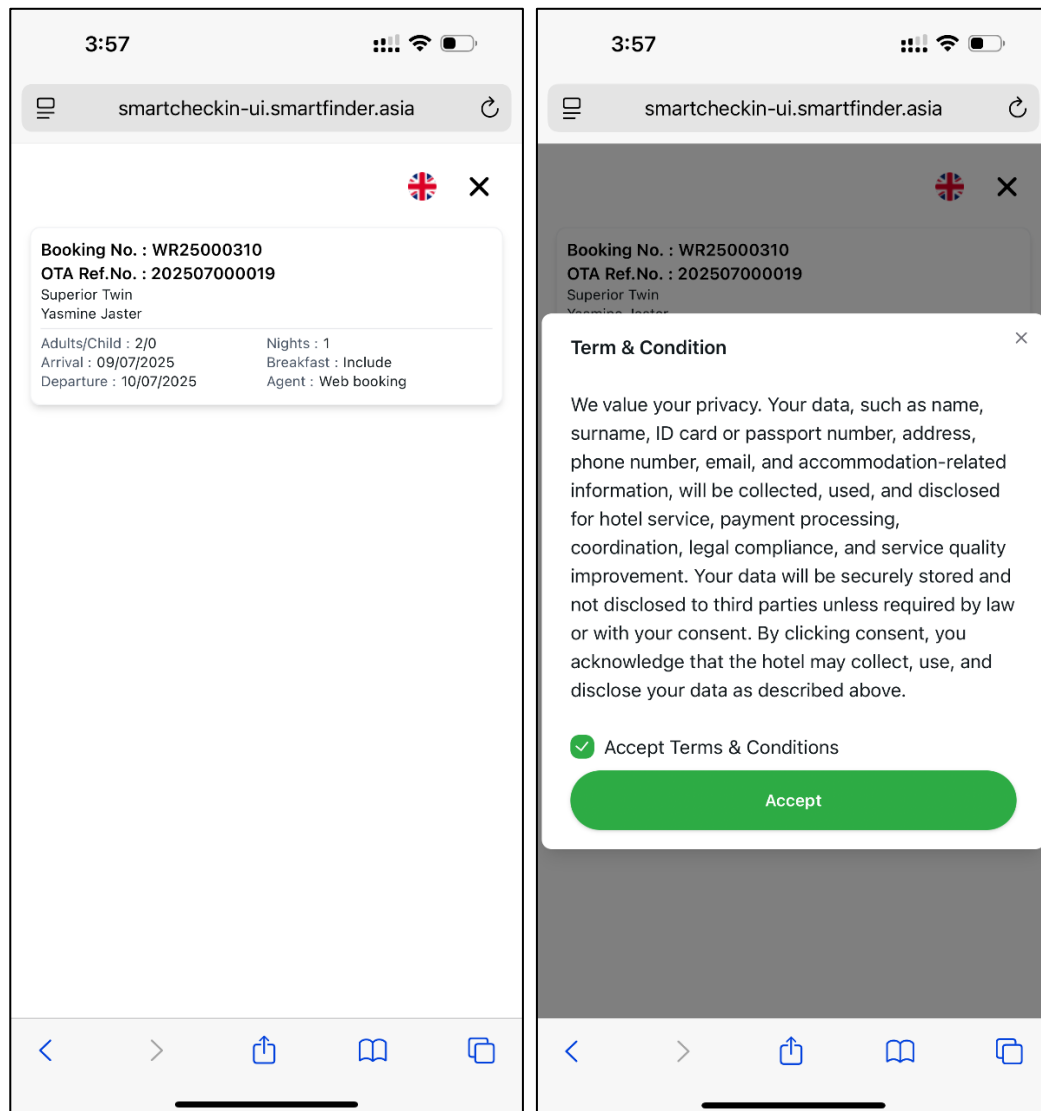 3:57
smartcheckin-ui.smartfinder.asia
Booking No. : WR25000310
OTA Ref.No. : 202507000019
Superior Twin
Yasmine Jaster
Adults/Child : 2/0 Nights : 1
Arrival : 09/07/2025 Breakfast : Include
Departure : 10/07/2025 Agent : Web booking
3:57
smartcheckin-ui.smartfinder.asia
Booking No. : WR25000310
OTA Ref.No. : 202507000019
Superior Twin
Yasmine Jaster
Term & Condition
We value your privacy. Your data, such as name,
surname, ID card or passport number, address,
phone number, email, and accommodation-related
information, will be collected, used, and disclosed
for hotel service, payment processing,
coordination, legal compliance, and service quality
improvement. Your data will be securely stored and
not disclosed to third parties unless required by law
or with your consent. By clicking consent, you
acknowledge that the hotel may collect, use, and
disclose your data as described above.
Accept Terms & Conditions
Accept